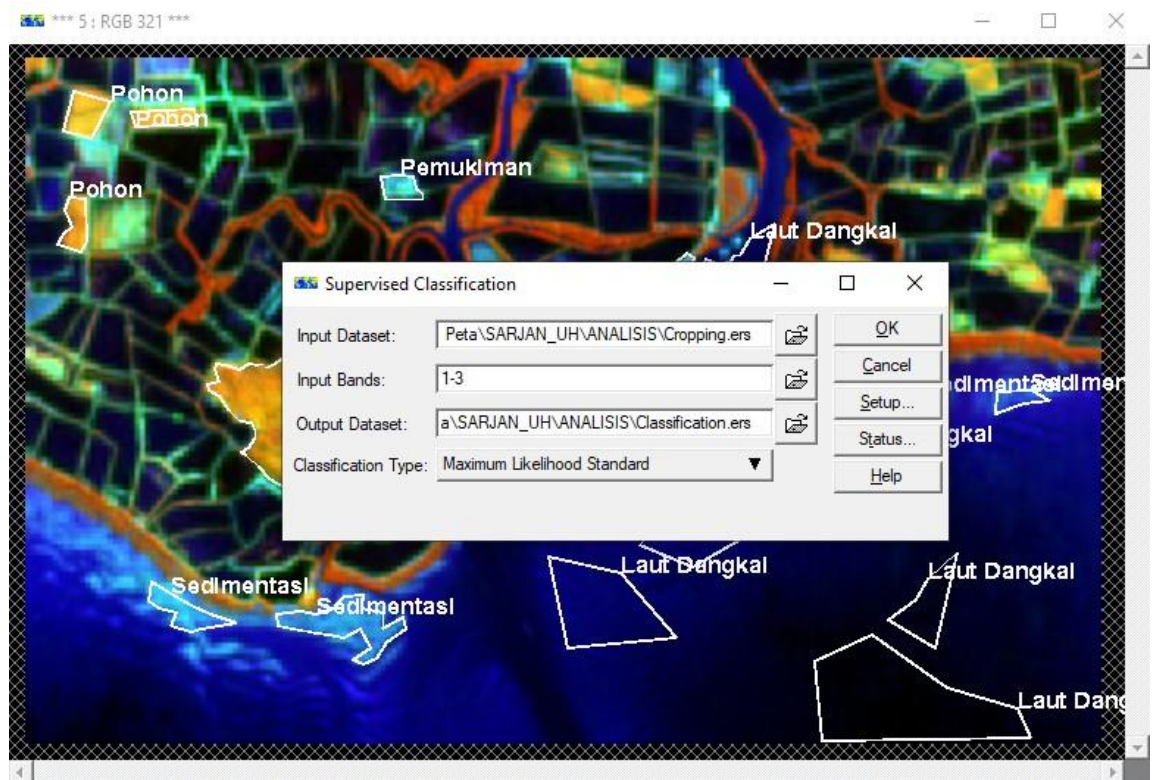 *** 5 : RGB 321 ***
Pohon
Pohon
Pemukiman
Pohon
Laut Dangkal
Supervised Classification
Input Dataset: Peta\SARJAN_UH\ANALISIS\Cropping.ers OK
Input Bands: 1-3 Cancel
Output Dataset: a\SARJAN_UH\ANALISIS\Classification.ers Setup...
Classification Type: Maximum Likelihood Standard Status...
Help
dimentasi Sedimen
gkal
Laut Dangkal
Laut Dangkal
Sedimentasi
Sedimentasi
Laut Dang